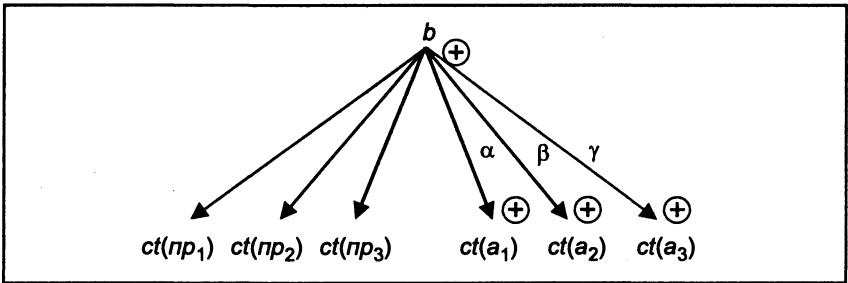 b ⊕
α β γ
⊕ ⊕ ⊕
ct(пр₁) ct(пр₂) ct(пр₃) ct(a₁) ct(a₂) ct(a₃)